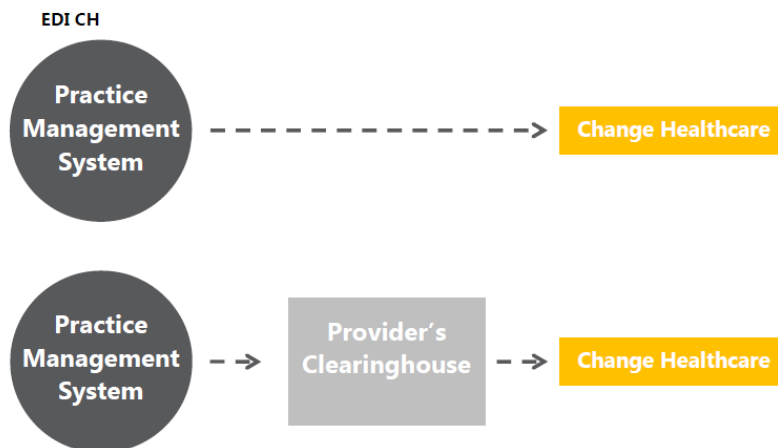 EDI CH
Practice
Management
System
Change Healthcare
Practice
Management
System
Provider’s
Clearinghouse
Change Healthcare